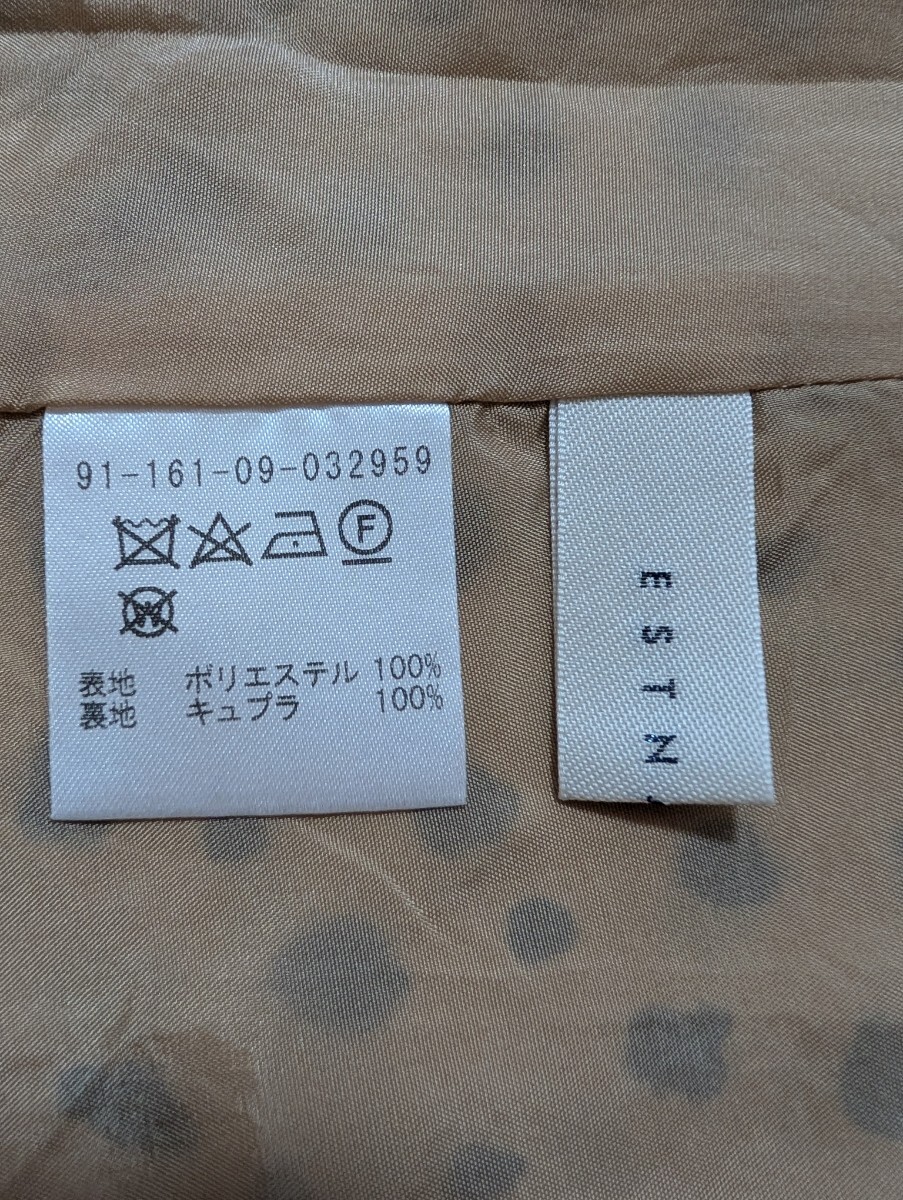 91-161-09-032959
F
W
表地 ポリエステル 100%
裏地 キュプラ 100%
ESTN